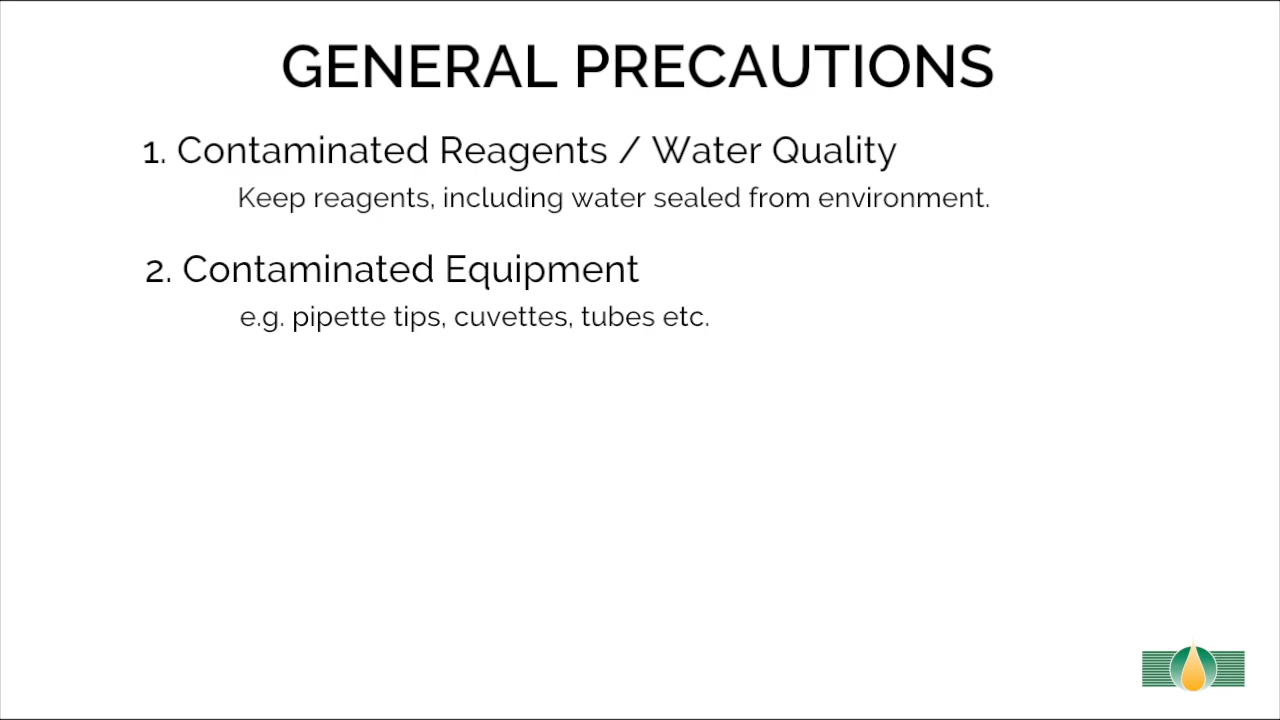 GENERAL PRECAUTIONS
1. Contaminated Reagents / Water Quality
Keep reagents, including water sealed from environment.
2. Contaminated Equipment
e.g. pipette tips, cuvettes, tubes etc.